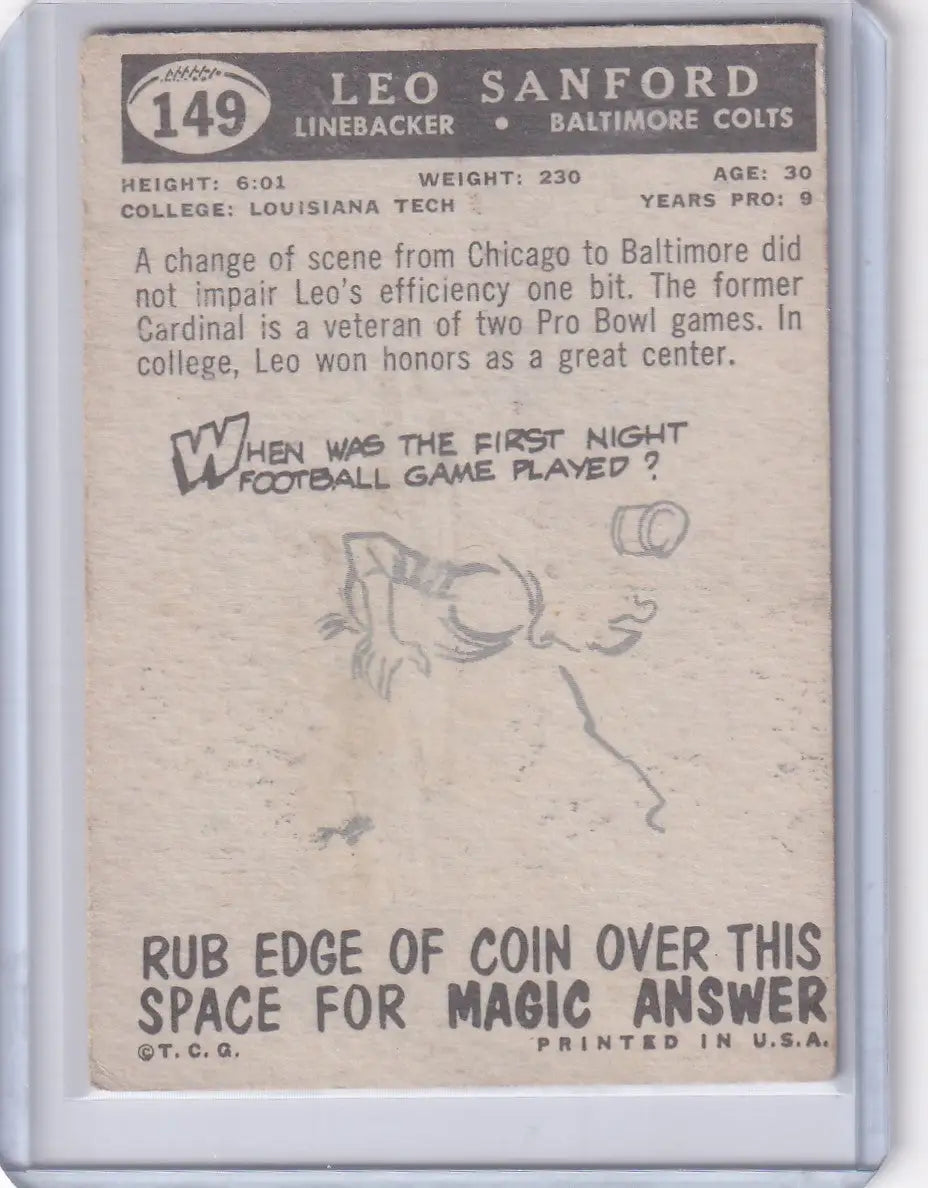 149
LEO SANFORD
LINEBACKER • BALTIMORE COLTS
HEIGHT: 6:01 WEIGHT: 230 AGE: 30
COLLEGE: LOUISIANA TECH YEARS PRO: 9
A change of scene from Chicago to Baltimore did
not impair Leo's efficiency one bit. The former
Cardinal is a veteran of two Pro Bowl games. In
college, Leo won honors as a great center.
WHEN WAS THE FIRST NIGHT
FOOTBALL GAME PLAYED?
RUB EDGE OF COIN OVER THIS
SPACE FOR MAGIC ANSWER
©T. C. G. PRINTED IN U.S.A.